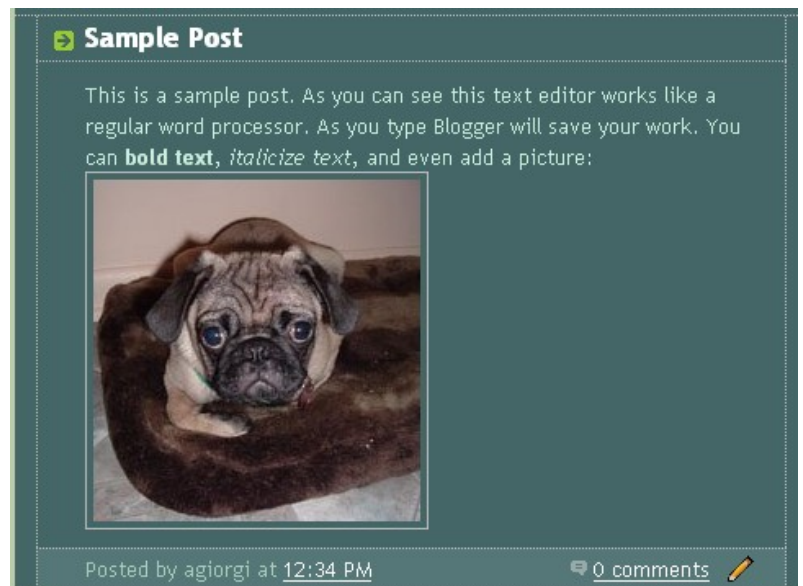 Sample Post
This is a sample post. As you can see this text editor works like a
regular word processor. As you type Blogger will save your work. You
can bold text, italicize text, and even add a picture:
Posted by agiorgi at 12:34 PM
0 comments